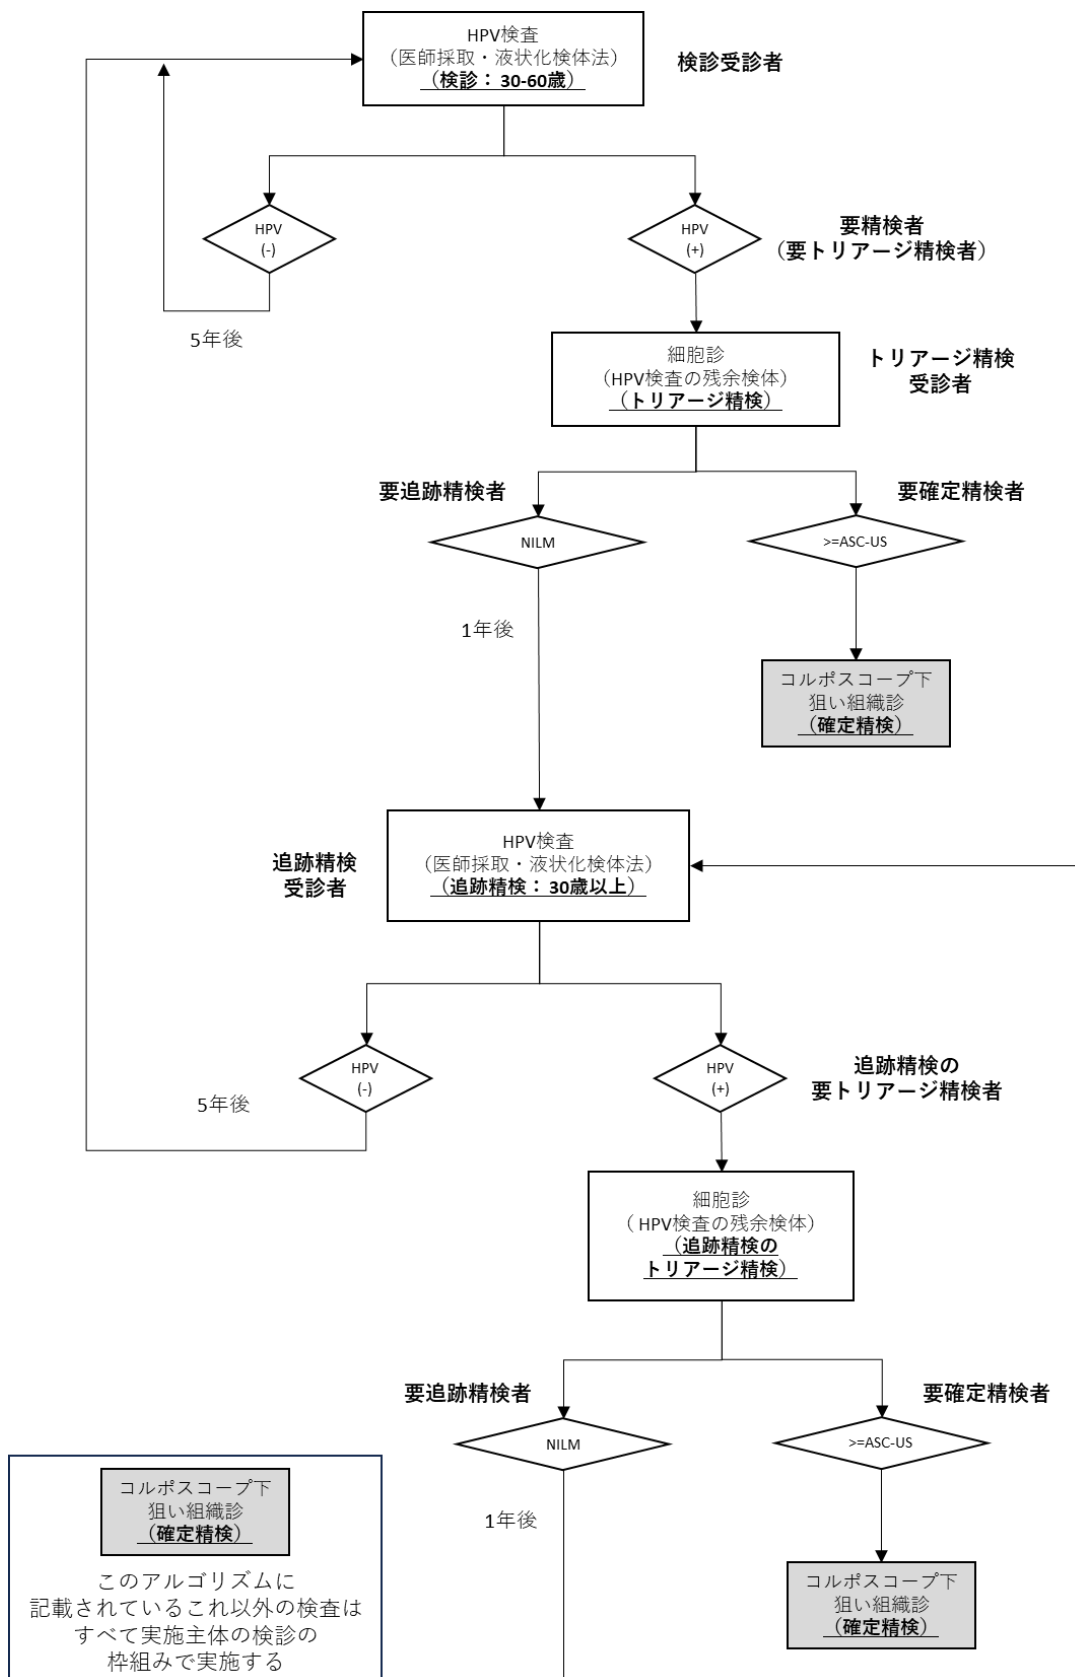 HPV検査
（医師採取・液状化検体法）
（検診：30-60歳）
検診受診者
HPV
(-)
HPV
(+)
要精検者
（要トリアージ精検者）
5年後
細胞診
（HPV検査の残余検体）
（トリアージ精検）
トリアージ精検
受診者
要追跡精検者
要確定精検者
NILM
>=ASC-US
1年後
コルポスコープ下
狙い組織診
（確定精検）
HPV検査
（医師採取・液状化検体法）
（追跡精検：30歳以上）
追跡精検
受診者
HPV
(-)
HPV
(+)
追跡精検の
要トリアージ精検者
5年後
細胞診
（HPV検査の残余検体）
（追跡精検の
トリアージ精検）
要追跡精検者
要確定精検者
NILM
>=ASC-US
1年後
コルポスコープ下
狙い組織診
（確定精検）
コルポスコープ下
狙い組織診
（確定精検）
このアルゴリズムに
記載されているこれ以外の検査は
すべて実施主体の検診の
枠組みで実施する